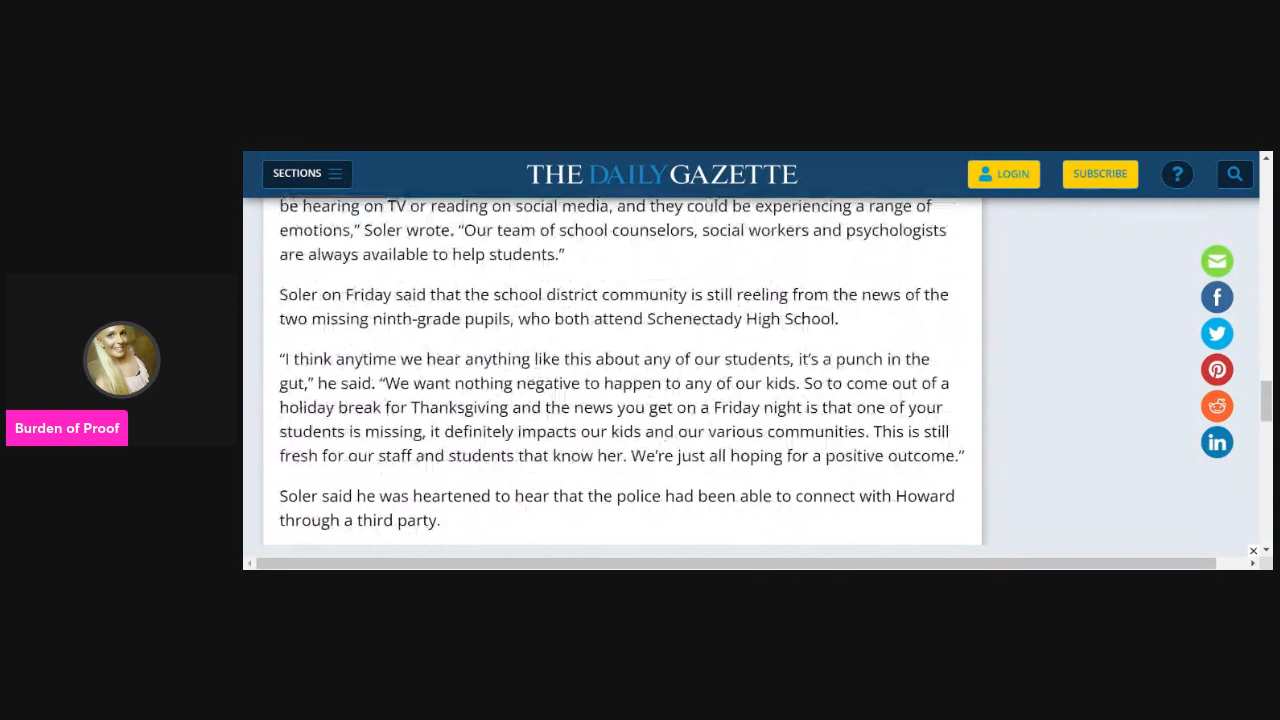 SECTIONS
THE DAILY GAZETTE
LOGIN
SUBSCRIBE
?
be hearing on TV or reading on social media, and they could be experiencing a range of
emotions,” Soler wrote. “Our team of school counselors, social workers and psychologists
are always available to help students.”
Soler on Friday said that the school district community is still reeling from the news of the
two missing ninth-grade pupils, who both attend Schenectady High School.
“I think anytime we hear anything like this about any of our students, it’s a punch in the
gut,” he said. “We want nothing negative to happen to any of our kids. So to come out of a
holiday break for Thanksgiving and the news you get on a Friday night is that one of your
students is missing, it definitely impacts our kids and our various communities. This is still
fresh for our staff and students that know her. We’re just all hoping for a positive outcome.”
Soler said he was heartened to hear that the police had been able to connect with Howard
through a third party.
Burden of Proof